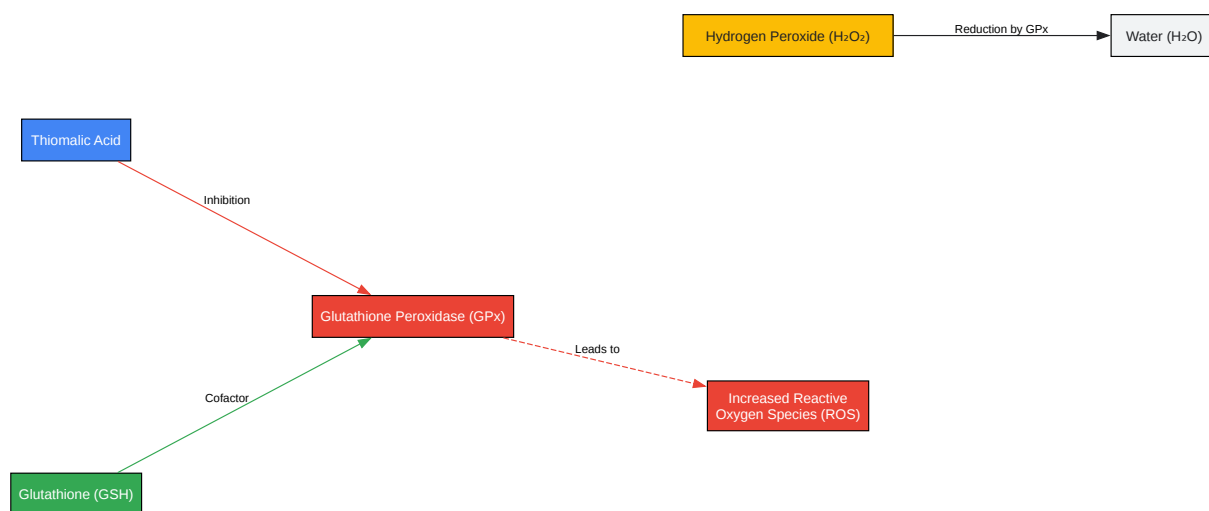 Hydrogen Peroxide (H₂O₂)
Reduction by GPx
Water (H₂O)
Thiomalic Acid
Inhibition
Glutathione Peroxidase (GPx)
Leads to
Increased Reactive
Oxygen Species (ROS)
Cofactor
Glutathione (GSH)